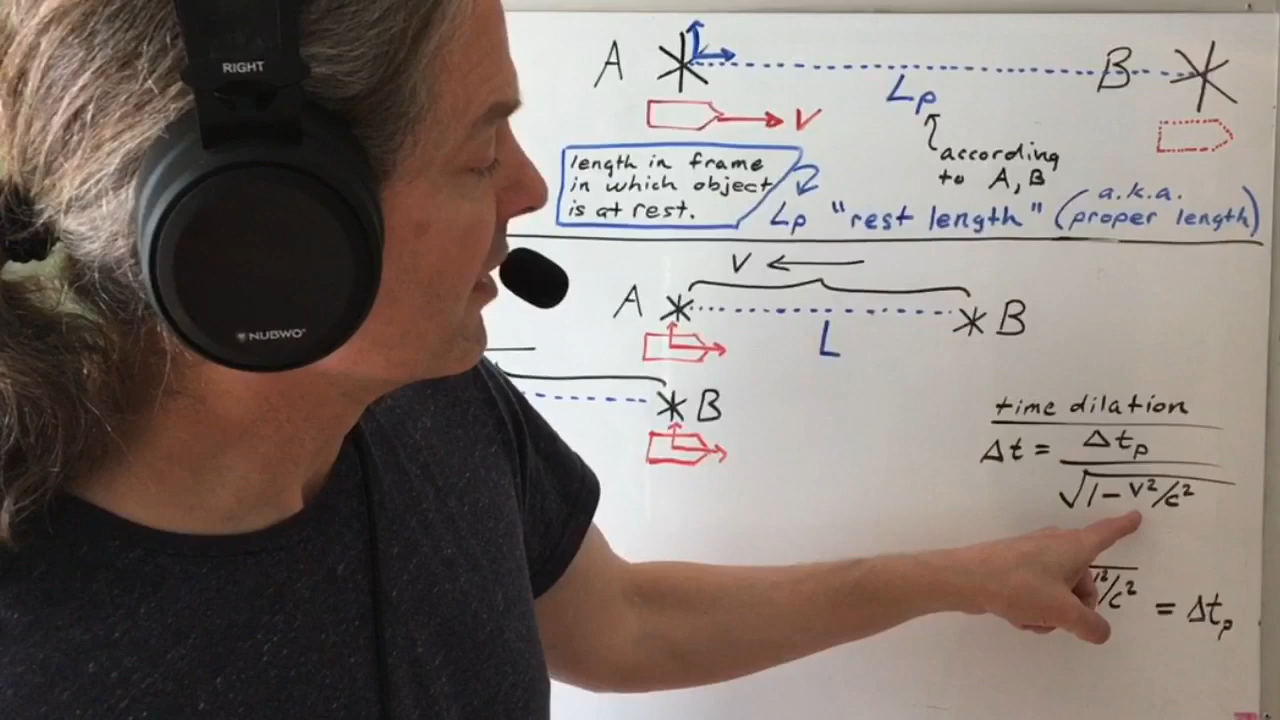 RIGHT
NUBWO
A
B
Lp
V
according
to A, B
length in frame
in which object
is at rest.
Lp "rest length" (a.k.a. proper length)
V
A
B
L
B
time dilation
Δt = Δtp
√1 - v²/c²
²/c² = Δtp